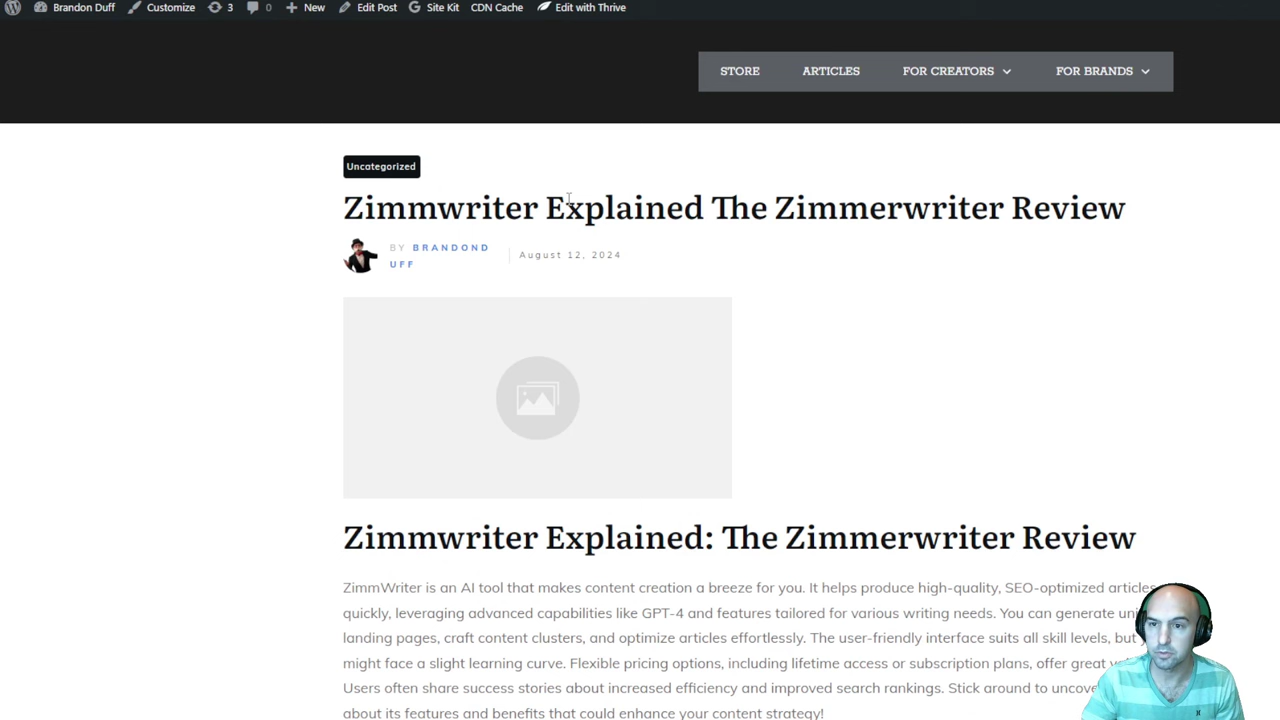 Brandon Duff Customize 3 0 New Edit Post Site Kit CDN Cache Edit with Thrive
STORE ARTICLES FOR CREATORS FOR BRANDS
Uncategorized
Zimmwriter Explained The Zimmerwriter Review
BY BRANDOND
UFF
August 12, 2024
Zimmwriter Explained: The Zimmerwriter Review
ZimmWriter is an AI tool that makes content creation a breeze for you. It helps produce high-quality, SEO-optimized articles
quickly, leveraging advanced capabilities like GPT-4 and features tailored for various writing needs. You can generate
landing pages, craft content clusters, and optimize articles effortlessly. The user-friendly interface suits all skill levels, but
might face a slight learning curve. Flexible pricing options, including lifetime access or subscription plans, offer great
Users often share success stories about increased efficiency and improved search rankings. Stick around to
about its features and benefits that could enhance your content strategy!